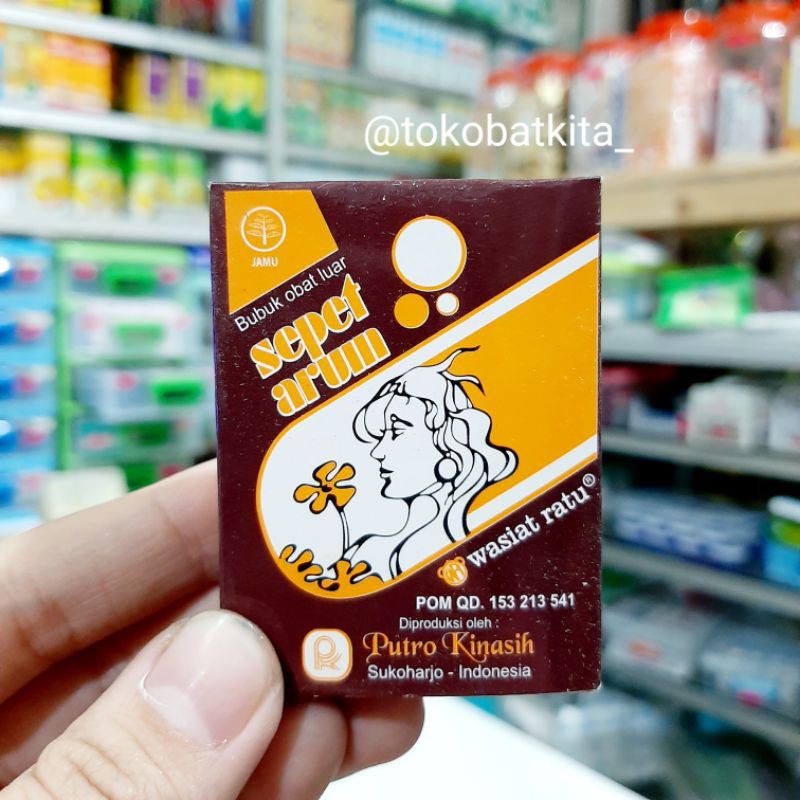 @tokobatkita_
JAMU
Bubuk obat luar
sepet
arum
wasiat ratu®
POM QD. 153 213 541
Diproduksi oleh :
Putro Kinasih
Sukoharjo - Indonesia